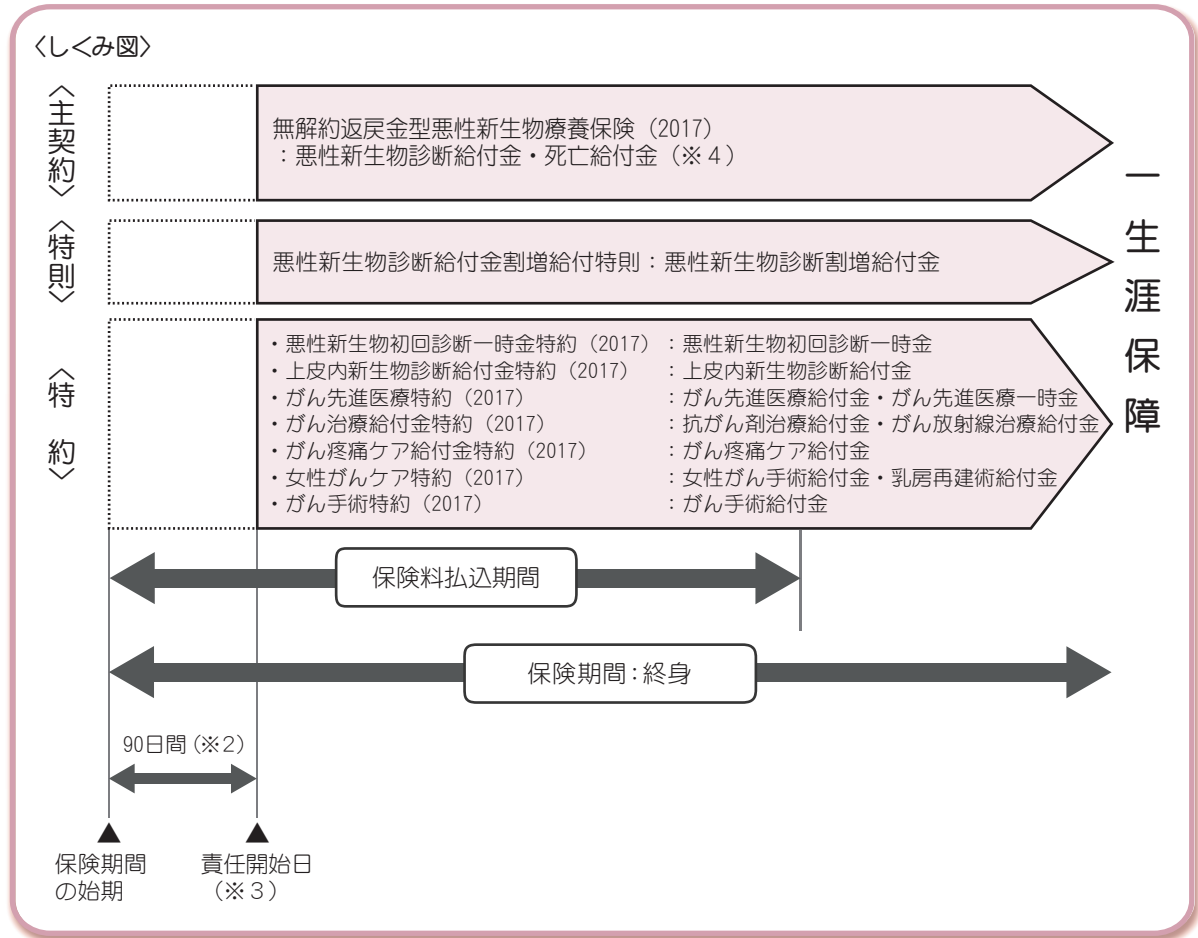 〈しくみ図〉
〈主契約〉
無解約返戻金型悪性新生物療養保険（2017）
：悪性新生物診断給付金・死亡給付金（※４）
〈特則〉
悪性新生物診断給付金割増給付特則：悪性新生物診断割増給付金
〈特　約〉
・悪性新生物初回診断一時金特約（2017）：悪性新生物初回診断一時金
・上皮内新生物診断給付金特約（2017）：上皮内新生物診断給付金
・がん先進医療特約（2017）：がん先進医療給付金・がん先進医療一時金
・がん治療給付金特約（2017）：抗がん剤治療給付金・がん放射線治療給付金
・がん疼痛ケア給付金特約（2017）：がん疼痛ケア給付金
・女性がんケア特約（2017）：女性がん手術給付金・乳房再建術給付金
・がん手術特約（2017）：がん手術給付金
一生涯保障
保険料払込期間
保険期間：終身
90日間（※２）
保険期間
の始期
責任開始日
（※３）